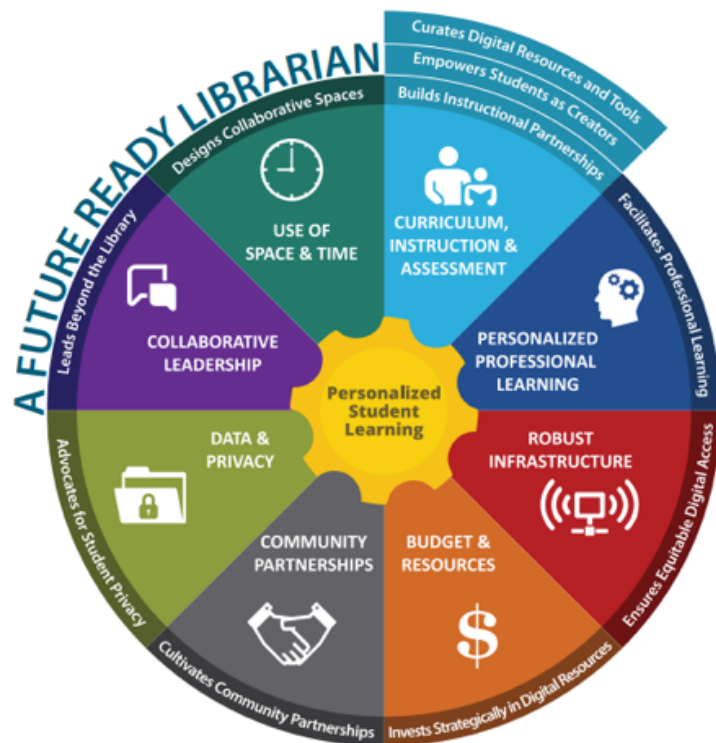 A FUTURE READY LIBRARIAN
Curates Digital Resources and Tools
Empowers Students as Creators
Builds Instructional Partnerships
CURRICULUM,
INSTRUCTION &
ASSESSMENT
Facilitates Professional Learning
PERSONALIZED
PROFESSIONAL
LEARNING
Ensures Equitable Digital Access
ROBUST
INFRASTRUCTURE
Invests Strategically in Digital Resources
BUDGET &
RESOURCES
$
Cultivates Community Partnerships
COMMUNITY
PARTNERSHIPS
Advocates for Student Privacy
DATA &
PRIVACY
Leads Beyond the Library
COLLABORATIVE
LEADERSHIP
Designs Collaborative Spaces
USE OF
SPACE & TIME
Personalized
Student
Learning